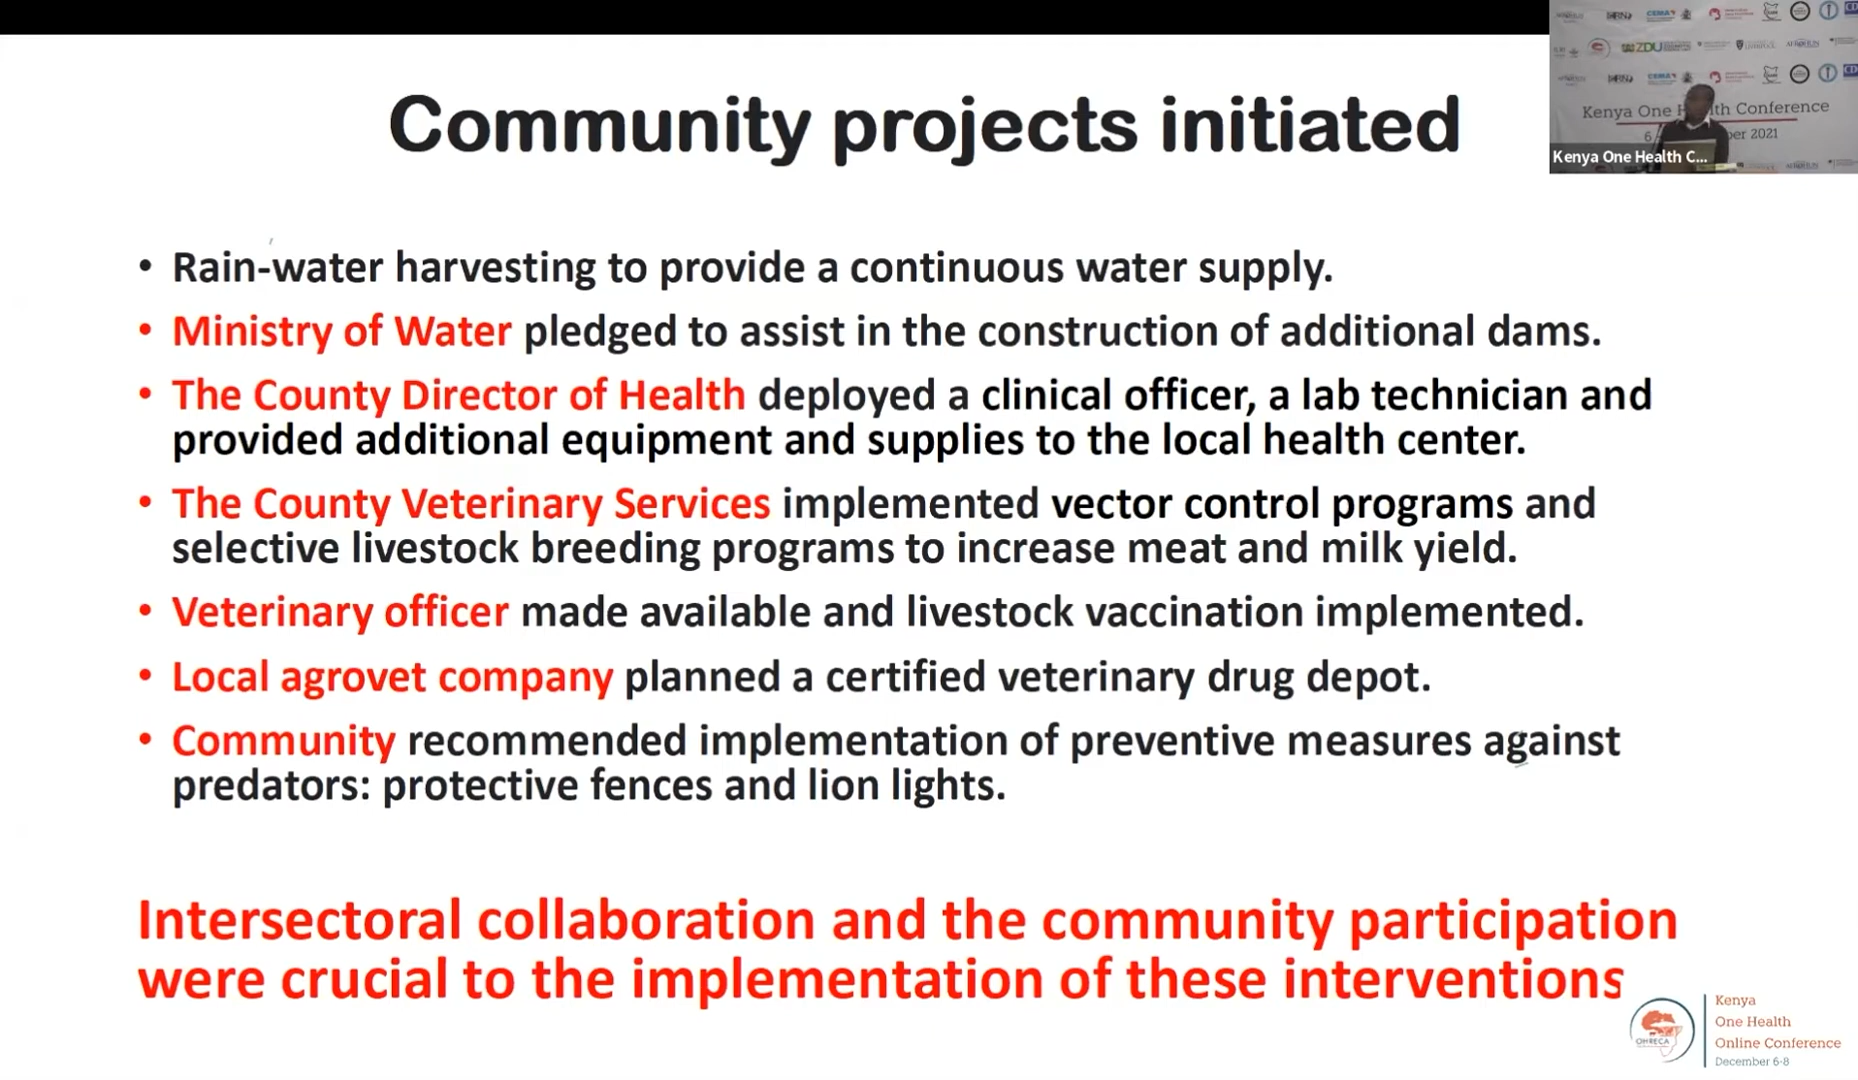 Community projects initiated
• Rain-water harvesting to provide a continuous water supply.
• Ministry of Water pledged to assist in the construction of additional dams.
• The County Director of Health deployed a clinical officer, a lab technician and
provided additional equipment and supplies to the local health center.
• The County Veterinary Services implemented vector control programs and
selective livestock breeding programs to increase meat and milk yield.
• Veterinary officer made available and livestock vaccination implemented.
• Local agrovet company planned a certified veterinary drug depot.
• Community recommended implementation of preventive measures against
predators: protective fences and lion lights.
Intersectoral collaboration and the community participation
were crucial to the implementation of these interventions
CEMA
ZDU
CEMA
Kenya One Conference
2021
Kenya One Health C...
OHRECA
Kenya
One Health
Online Conference
December 6-8